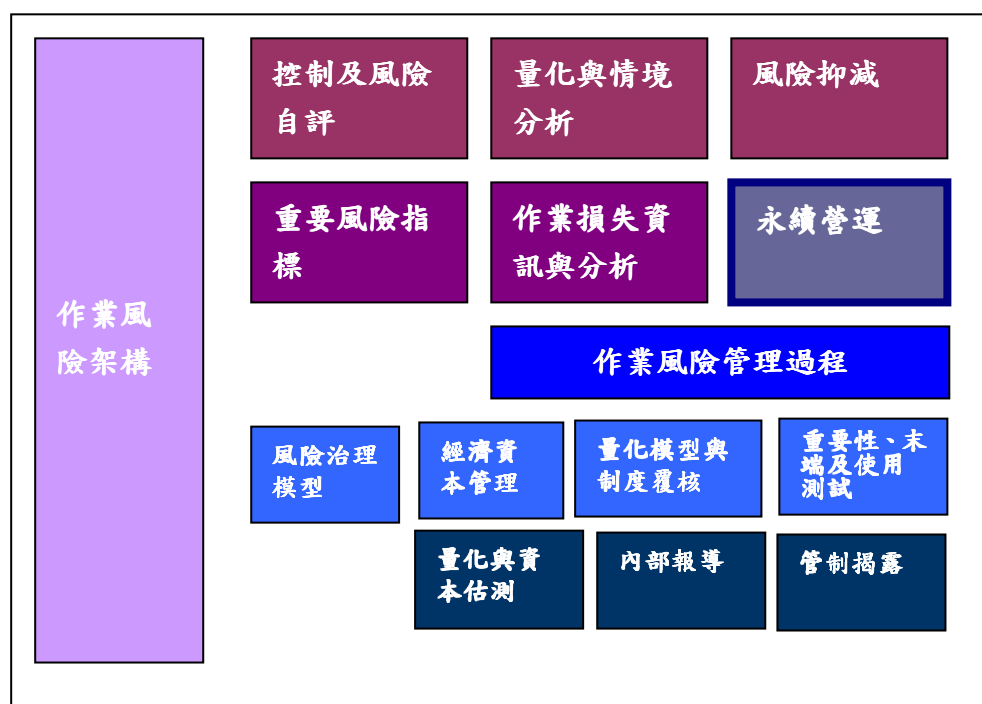 作業風
險架構
控制及風險
自評
量化與情境
分析
風險抑減
重要風險指
標
作業損失資
訊與分析
永續營運
作業風險管理過程
風險治理
模型
經濟資
本管理
量化模型與
制度覆核
重要性、末
端及使用
測試
量化與資
本估測
內部報導
管制揭露